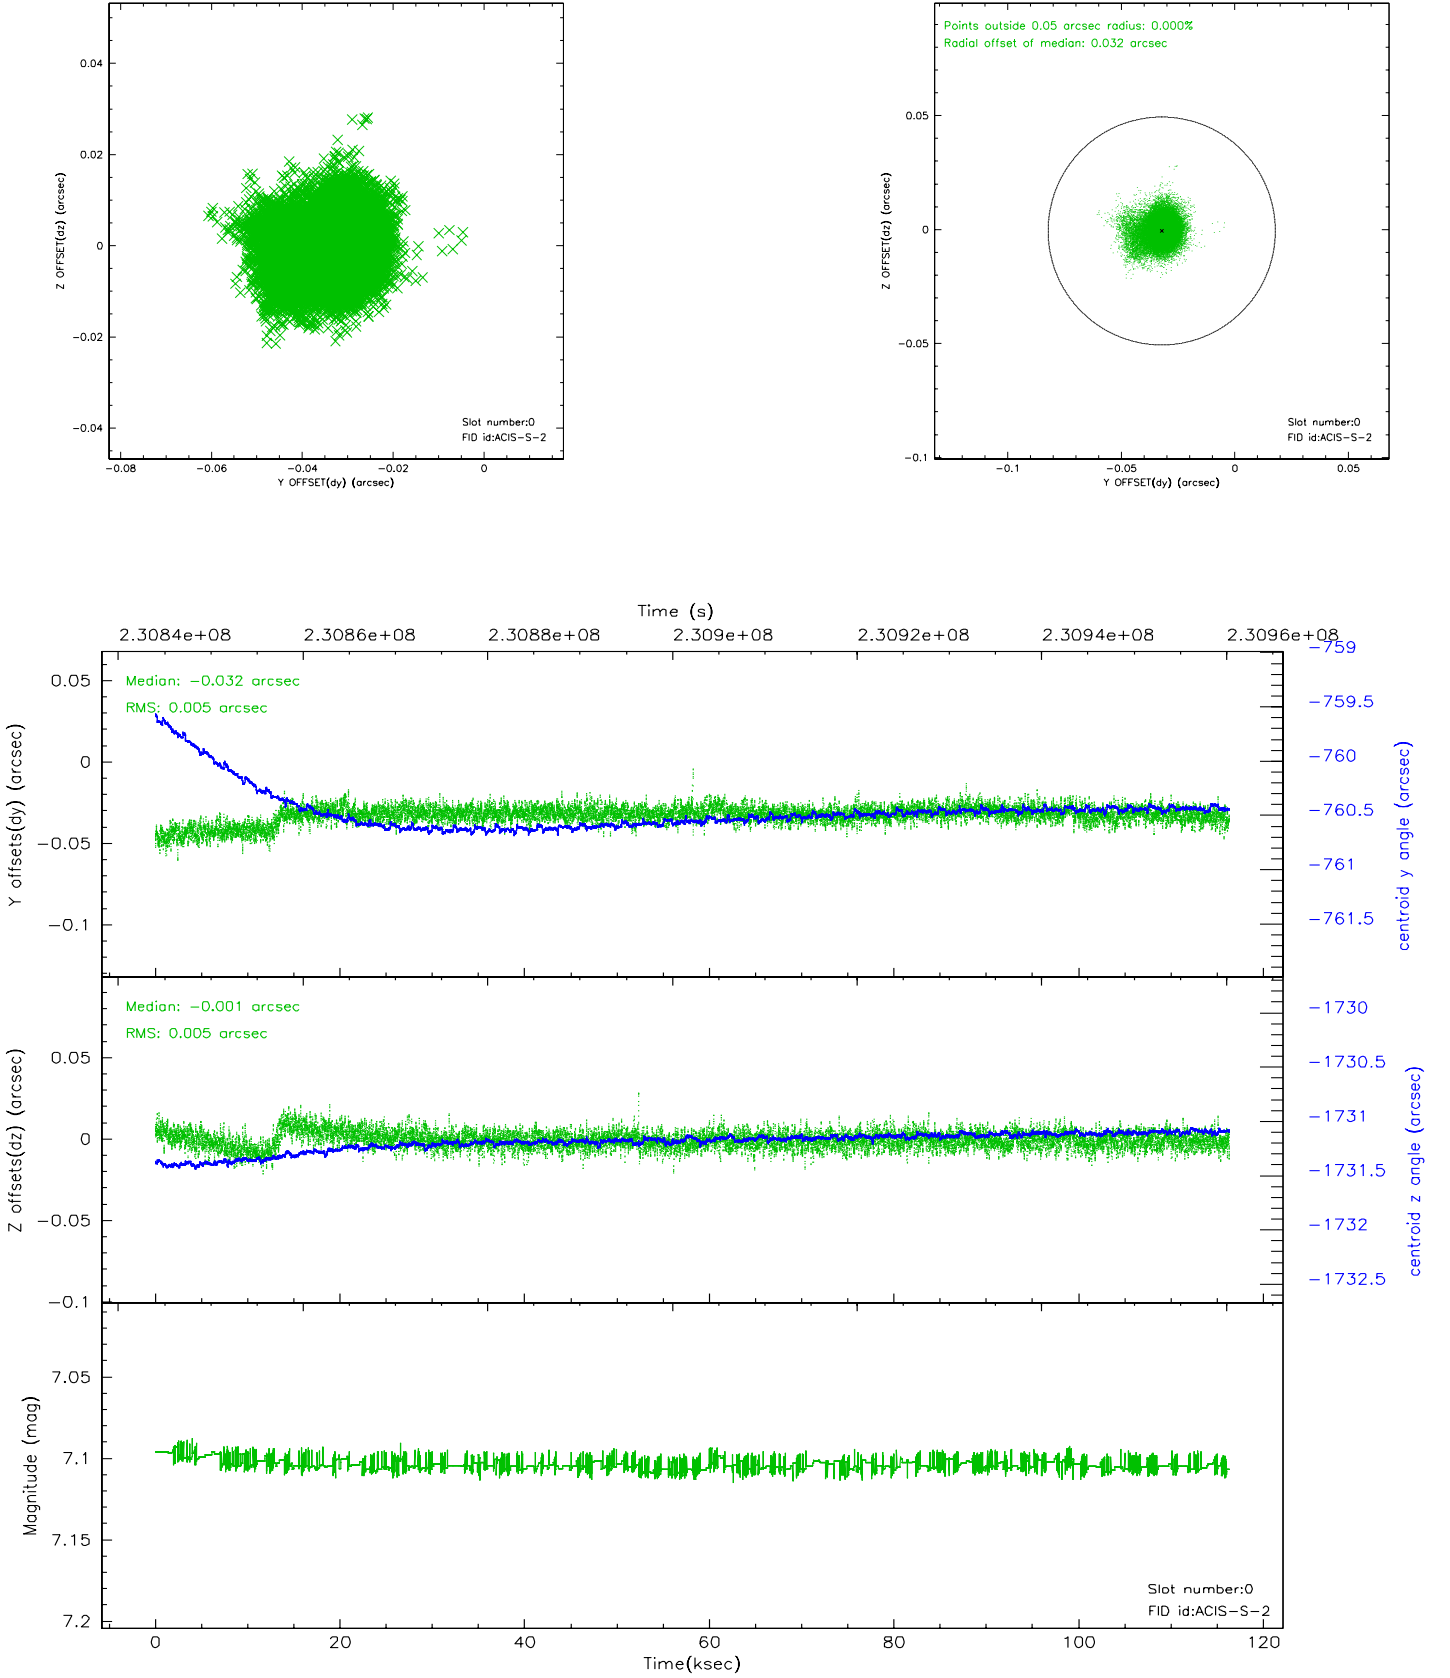 0.04
0.02
0
-0.02
-0.04
Z OFFSET(dz) (arcsec)
-0.08 -0.06 -0.04 -0.02 0
Y OFFSET(dy) (arcsec)
Slot number:0
FID id:ACIS-S-2
Points outside 0.05 arcsec radius: 0.000%
Radial offset of median: 0.032 arcsec
0.05
0
-0.05
-0.1
Z OFFSET(dz) (arcsec)
-0.1 -0.05 0 0.05
Y OFFSET(dy) (arcsec)
Slot number:0
FID id:ACIS-S-2
Time (s)
2.3084e+08 2.3086e+08 2.3088e+08 2.309e+08 2.3092e+08 2.3094e+08 2.3096e+08
Median: -0.032 arcsec
RMS: 0.005 arcsec
0.05
0
-0.05
-0.1
Y offsets(dy) (arcsec)
-759
-759.5
-760
-760.5
-761
-761.5
centroid y angle (arcsec)
Median: -0.001 arcsec
RMS: 0.005 arcsec
0.05
0
-0.05
-0.1
Z offsets(dz) (arcsec)
-1730
-1730.5
-1731
-1731.5
-1732
-1732.5
centroid z angle (arcsec)
7.05
7.1
7.15
7.2
Magnitude (mag)
Slot number:0
FID id:ACIS-S-2
0 20 40 60 80 100 120
Time(ksec)